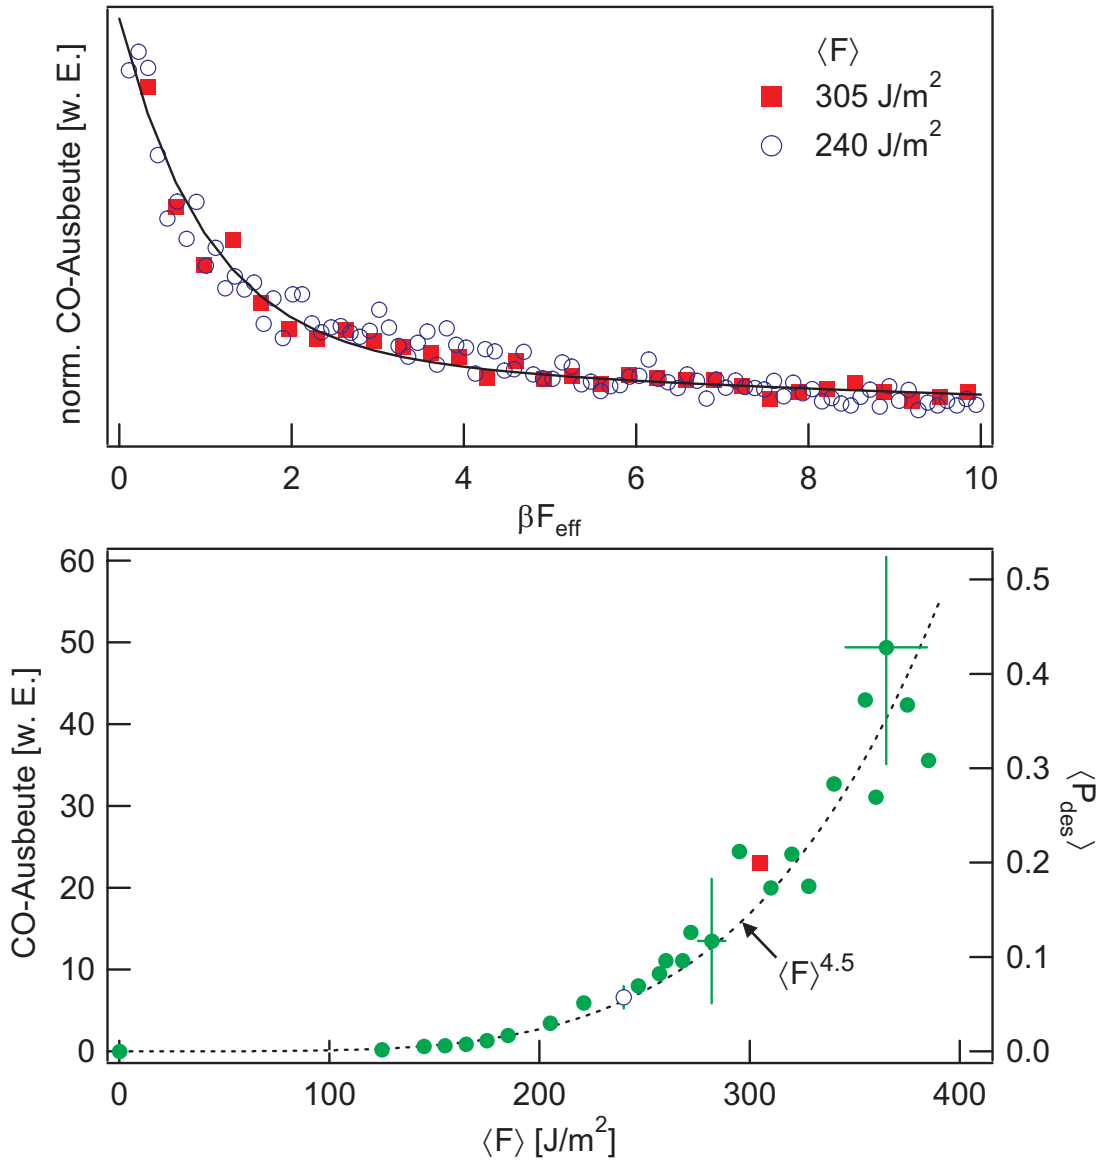 norm. CO-Ausbeute [w. E.]
⟨F⟩
305 J/m²
240 J/m²
0 2 4 6 8 10
βF_eff
CO-Ausbeute [w. E.]
60
50
40
30
20
10
0
0.5
0.4
0.3
0.2
0.1
0.0
⟨P_des⟩
⟨F⟩^4.5
0 100 200 300 400
⟨F⟩ [J/m²]